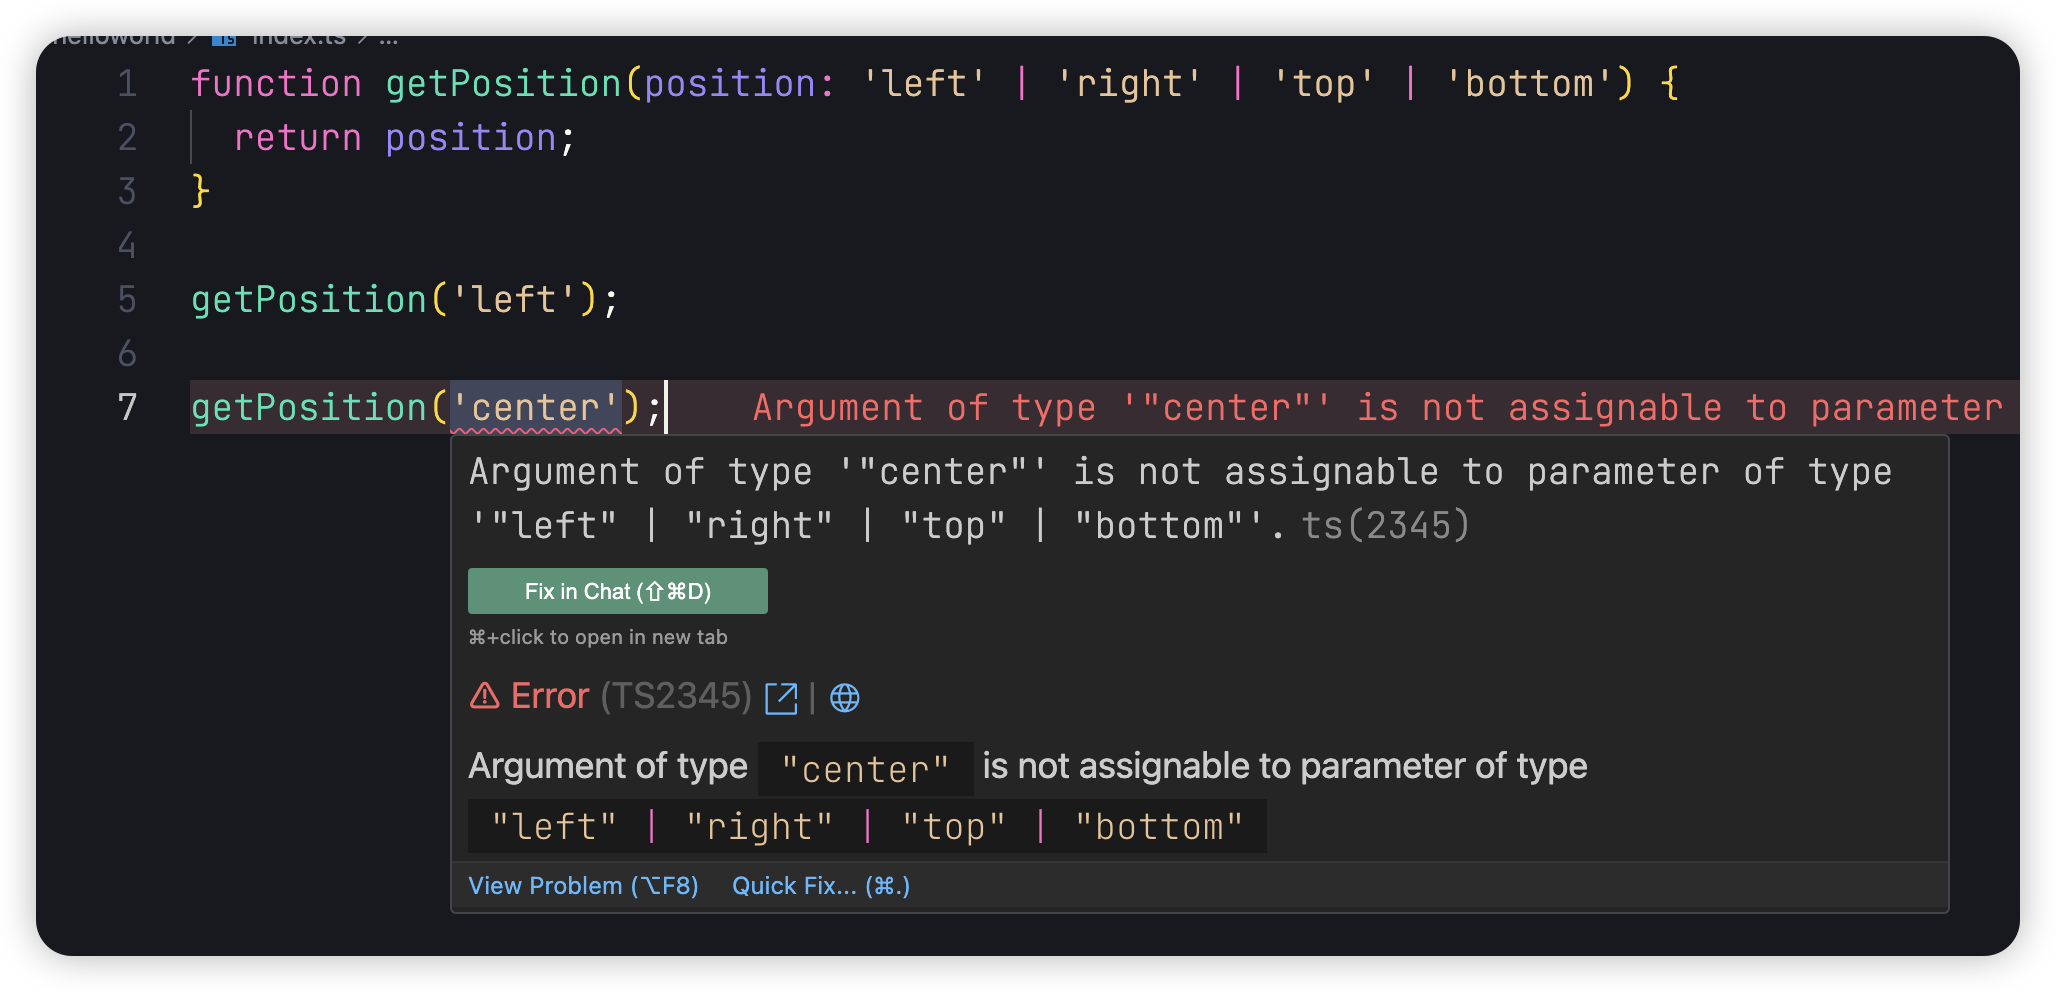 helloworld > TS index.ts > ...
1 function getPosition(position: 'left' | 'right' | 'top' | 'bottom') {
2 return position;
3 }
4
5 getPosition('left');
6
7 getPosition('center'); Argument of type '"center"' is not assignable to parameter
Argument of type '"center"' is not assignable to parameter of type
'"left" | "right" | "top" | "bottom"'. ts(2345)
Fix in Chat (⇧⌘D)
⌘+click to open in new tab
Error (TS2345) |
Argument of type "center" is not assignable to parameter of type
"left" | "right" | "top" | "bottom"
View Problem (⌥F8) Quick Fix... (⌘.)